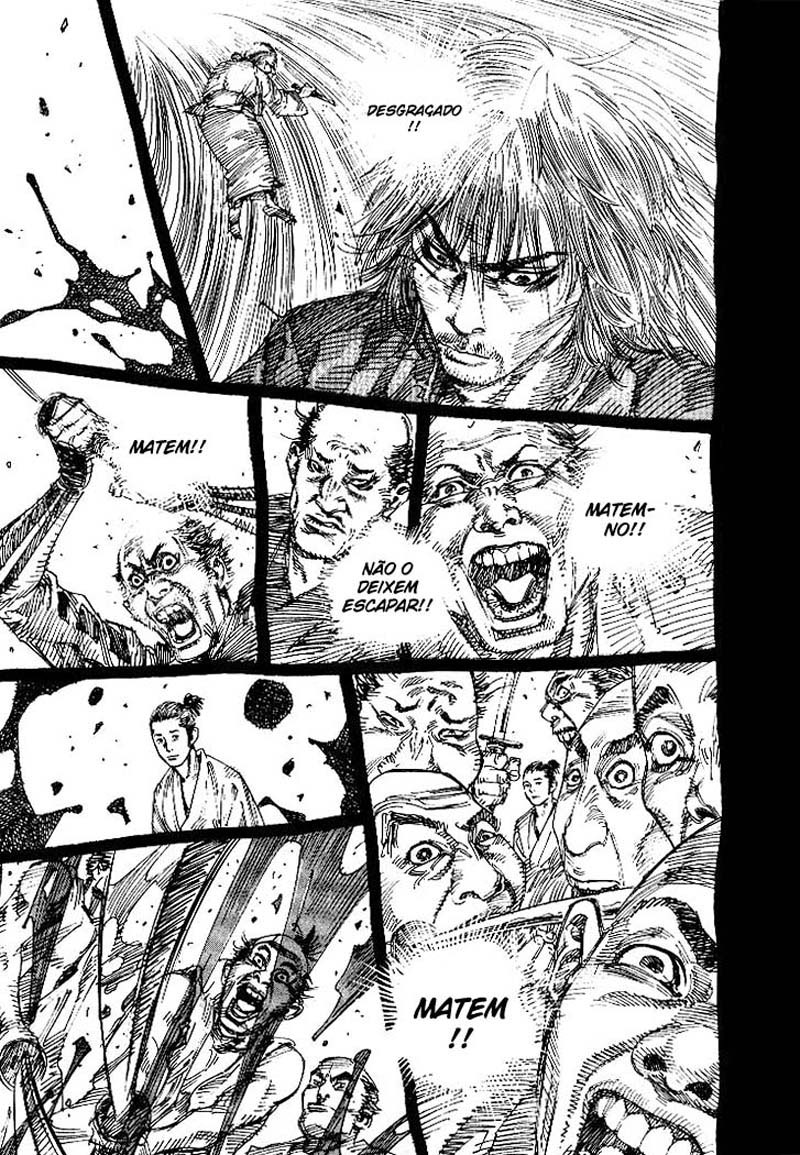 DESGRAÇADO
!!
MATEM-
NO!!
NÃO O
DEIXEM
ESCAPAR!!
MATEM!!
MATEM
!!